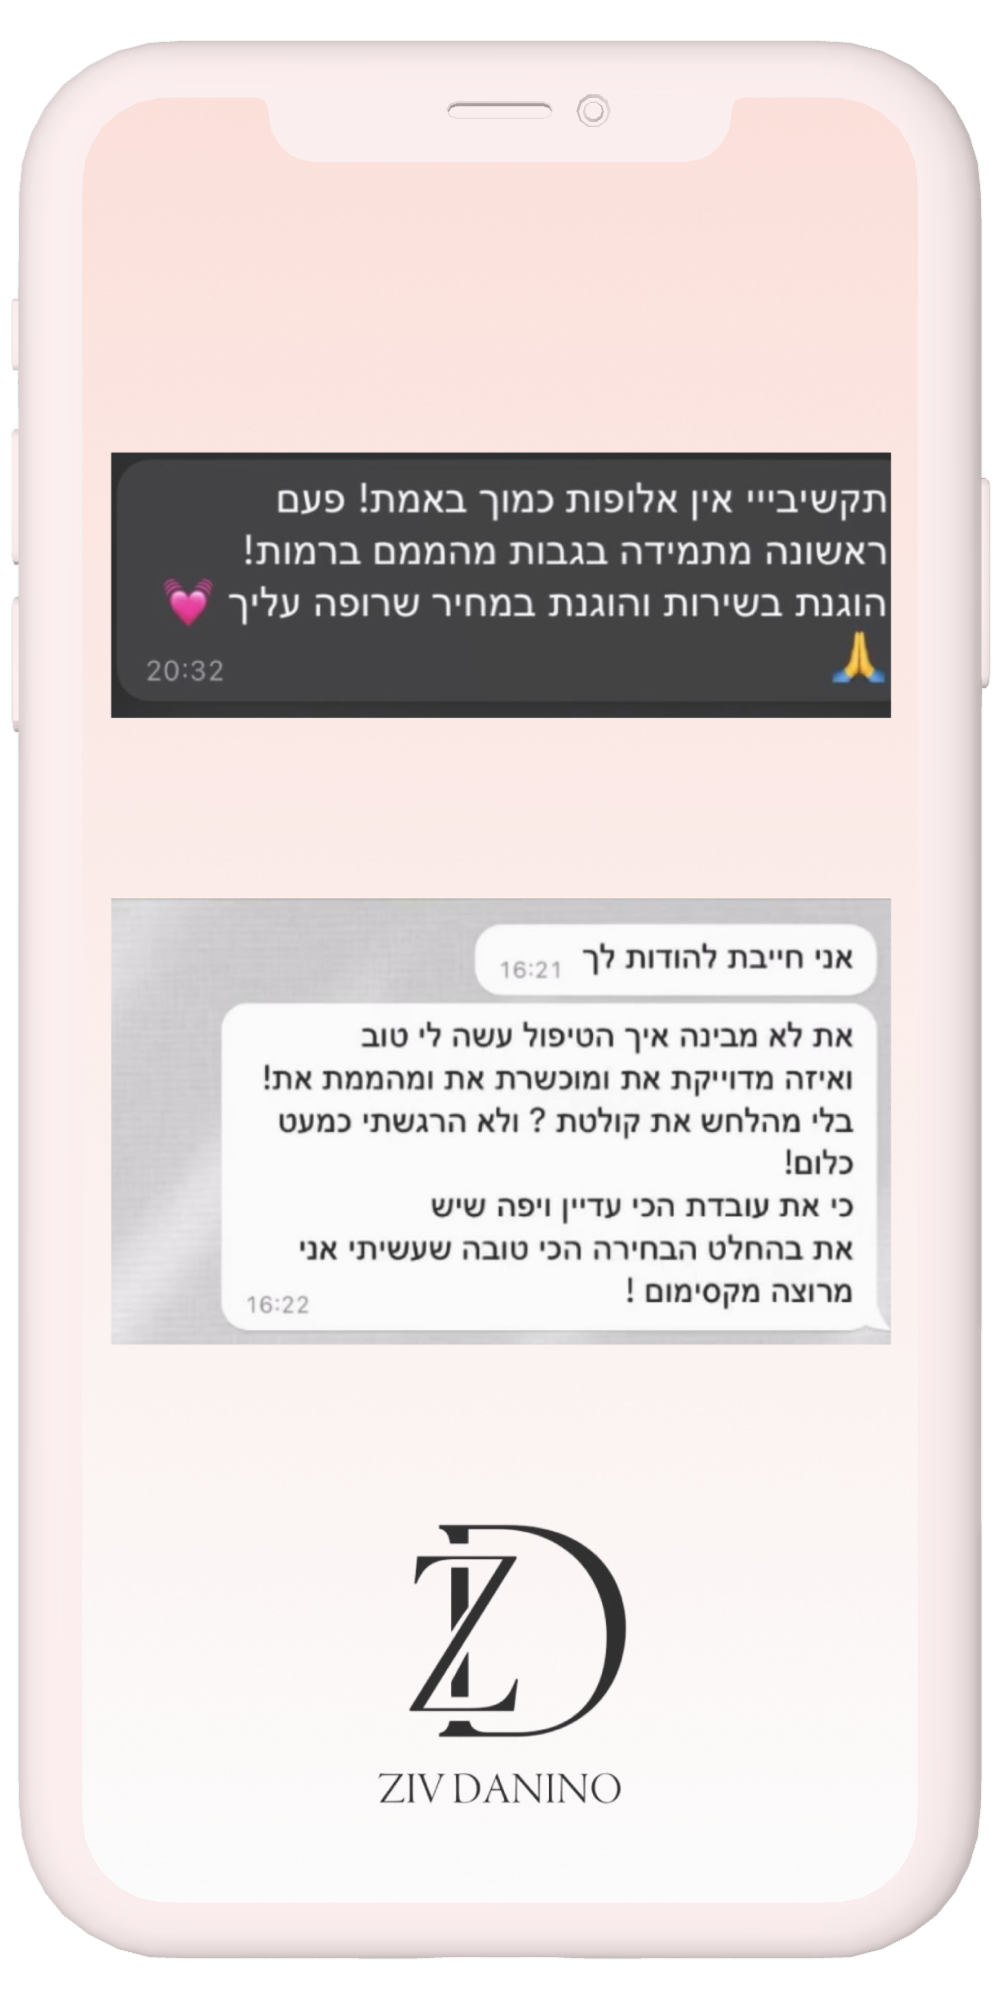 תקשיבייי אין אלופות כמוך באמת! פעם
ראשונה מתמידה בגבות מהממם ברמות!
הוגנת בשירות והוגנת במחיר שרופה עליך 💓
🙏
20:32
אני חייבת להודות לך
16:21
את לא מבינה איך הטיפול עשה לי טוב
ואיזה מדוייקת את ומוכשרת את ומהממת את!
בלי מהלחש את קולטת ? ולא הרגשתי כמעט
כלום!
כי את עובדת הכי עדיין ויפה שיש
את בהחלט הבחירה הכי טובה שעשיתי אני
מרוצה מקסימום !
16:22
ZD
ZIV DANINO